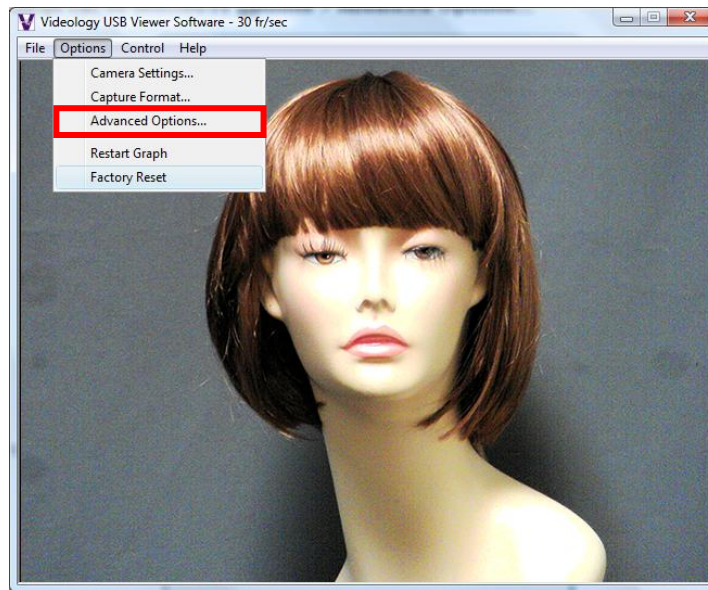 Videology USB Viewer Software - 30 fr/sec
File Options Control Help
Camera Settings...
Capture Format...
Advanced Options...
Restart Graph
Factory Reset